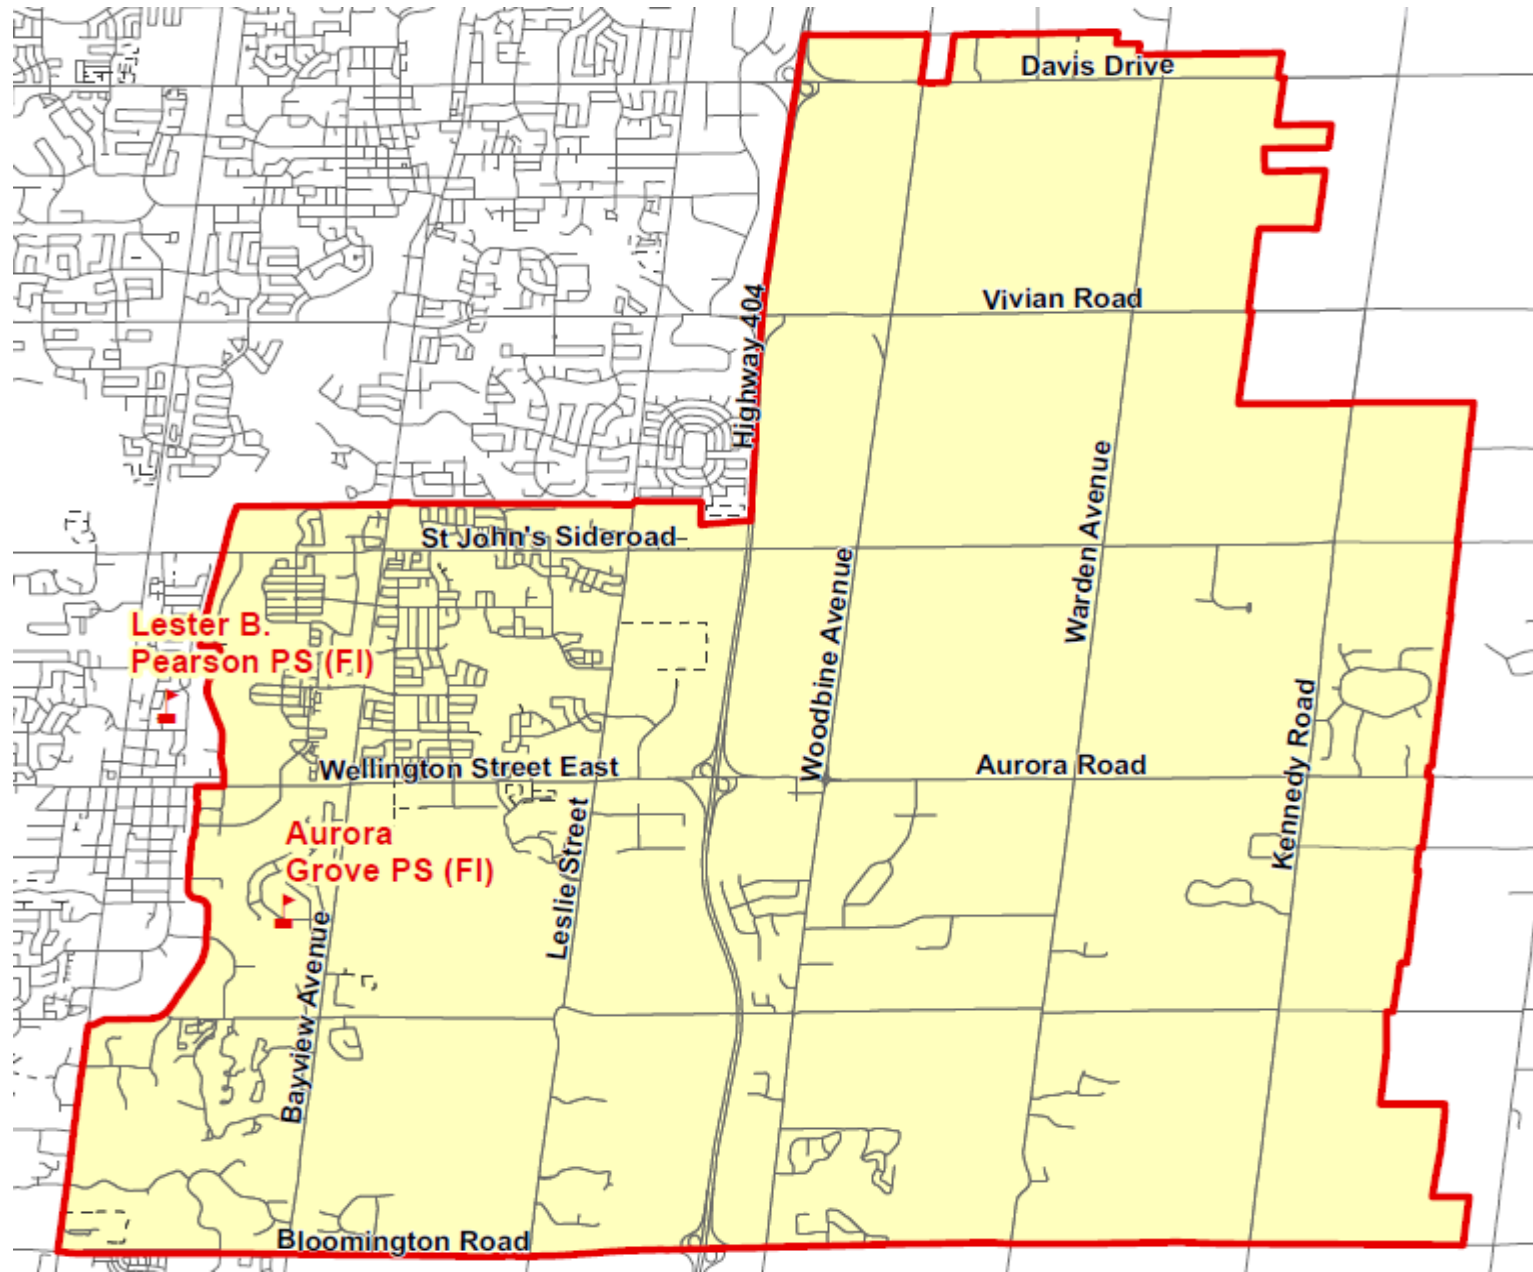 Davis Drive
Vivian Road
Highway 404
St John's Sideroad
Woodbine Avenue
Warden Avenue
Lester B.
Pearson PS (FI)
Kennedy Road
Wellington Street East
Aurora Road
Aurora
Grove PS (FI)
Leslie Street
Bayview Avenue
Bloomington Road